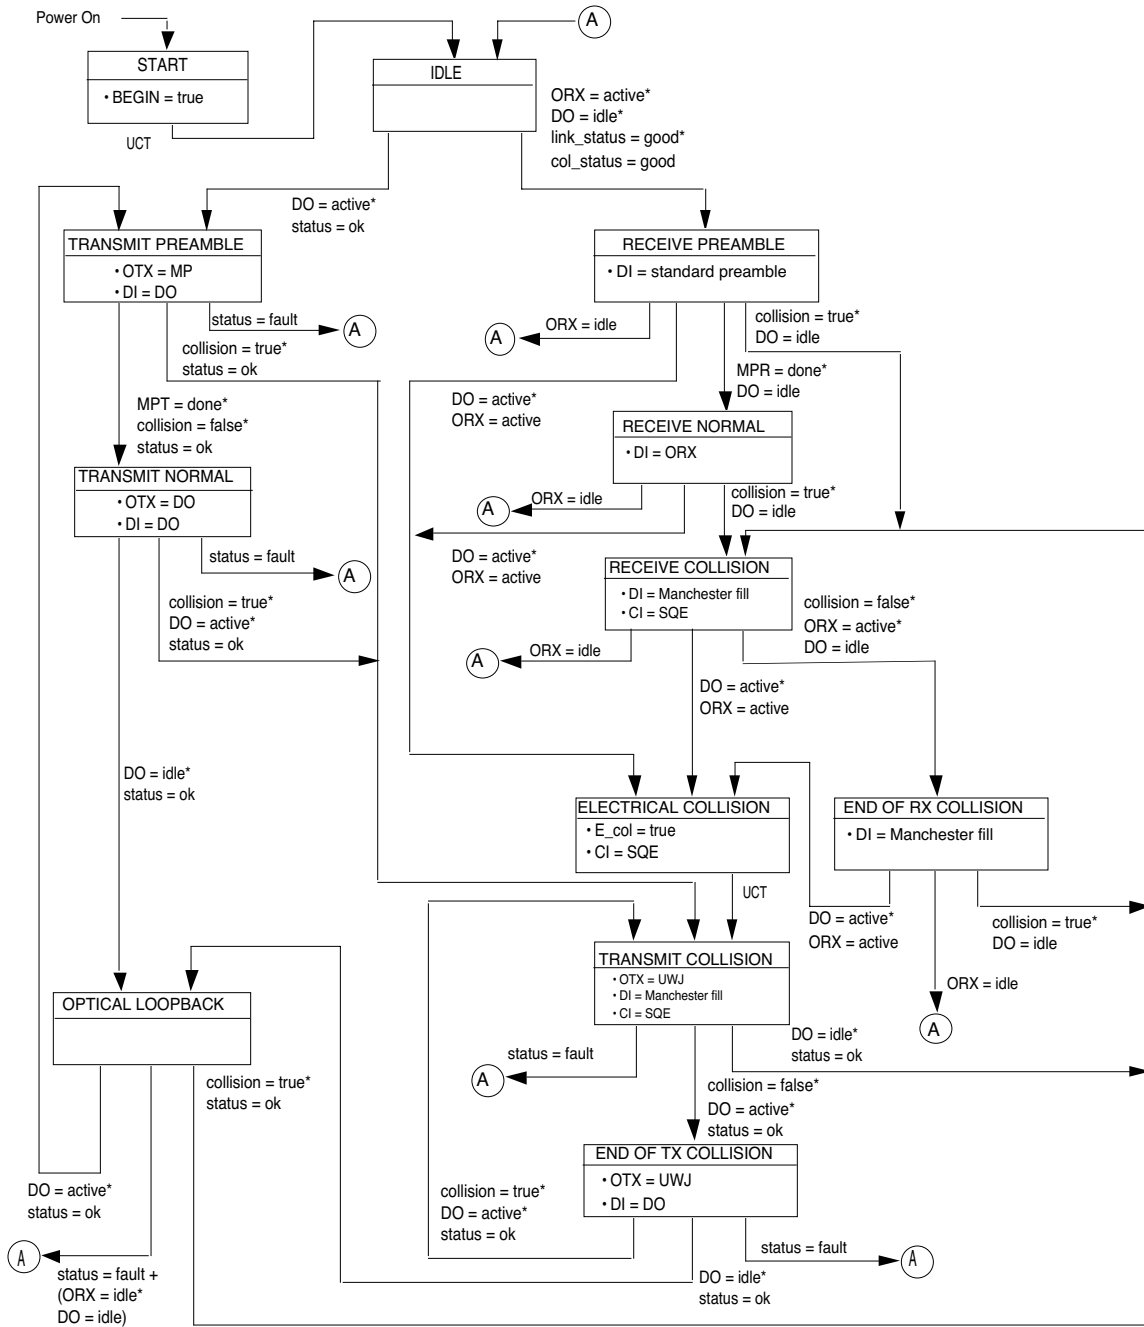 Power On
A
START
• BEGIN = true
UCT
IDLE
ORX = active*
DO = idle*
link_status = good*
col_status = good
DO = active*
status = ok
TRANSMIT PREAMBLE
• OTX = MP
• DI = DO
status = fault
A
collision = true*
status = ok
MPT = done*
collision = false*
status = ok
RECEIVE PREAMBLE
• DI = standard preamble
ORX = idle
A
collision = true*
DO = idle
MPR = done*
DO = idle
DO = active*
ORX = active
RECEIVE NORMAL
• DI = ORX
ORX = idle
A
collision = true*
DO = idle
DO = active*
ORX = active
TRANSMIT NORMAL
• OTX = DO
• DI = DO
status = fault
A
collision = true*
DO = active*
status = ok
DO = idle*
status = ok
RECEIVE COLLISION
• DI = Manchester fill
• CI = SQE
ORX = idle
A
collision = false*
ORX = active*
DO = idle
DO = active*
ORX = active
ELECTRICAL COLLISION
• E_col = true
• CI = SQE
UCT
END OF RX COLLISION
• DI = Manchester fill
DO = active*
ORX = active
collision = true*
DO = idle
ORX = idle
A
TRANSMIT COLLISION
• OTX = UWJ
• DI = Manchester fill
• CI = SQE
status = fault
A
DO = idle*
status = ok
collision = false*
DO = active*
status = ok
OPTICAL LOOPBACK
collision = true*
status = ok
DO = active*
status = ok
A
status = fault +
(ORX = idle*
DO = idle)
END OF TX COLLISION
• OTX = UWJ
• DI = DO
collision = true*
DO = active*
status = ok
status = fault
A
DO = idle*
status = ok